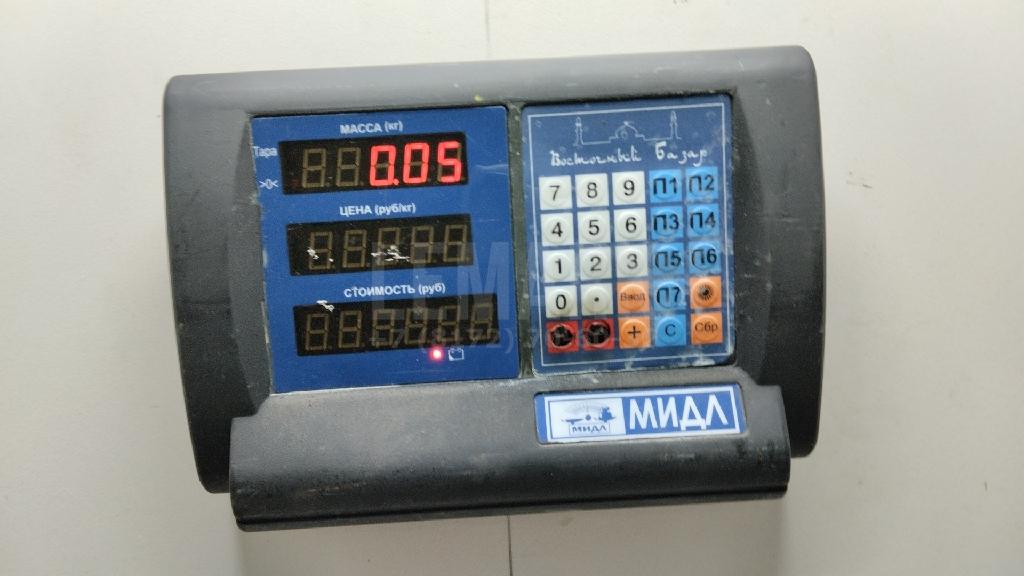 МАССА (кг)
Тара
0.05
>0<
ЦЕНА (руб/кг)
СТОИМОСТЬ (руб)
Восточный Базар
7 8 9 П1 П2
4 5 6 П3 П4
1 2 3 П5 П6
0 . Ввод П7
+ С Сбр
МИДЛ
МИДЛ